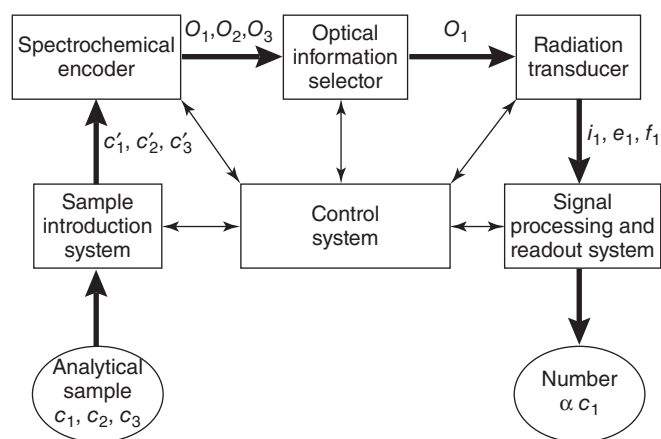 Spectrochemical
encoder
O₁,O₂,O₃
Optical
information
selector
O₁
Radiation
transducer
c′₁, c′₂, c′₃
i₁, e₁, f₁
Sample
introduction
system
Control
system
Signal
processing and
readout system
Analytical
sample
c₁, c₂, c₃
Number
α c₁